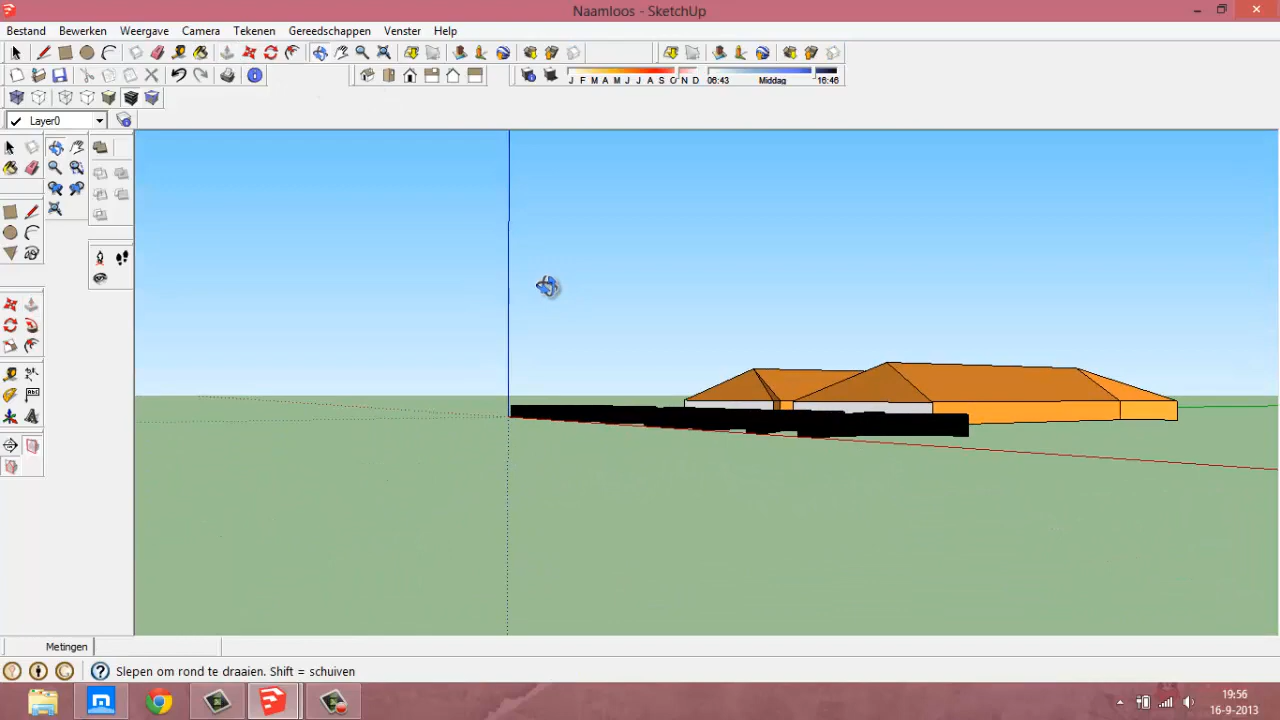 Naamloos - SketchUp
Bestand Bewerken Weergave Camera Tekenen Gereedschappen Venster Help
J F M A M J J A S O N D 06:43 Middag 16:46
Layer0
Abl
Metingen
Slepen om rond te draaien. Shift = schuiven
19:56
16-9-2013